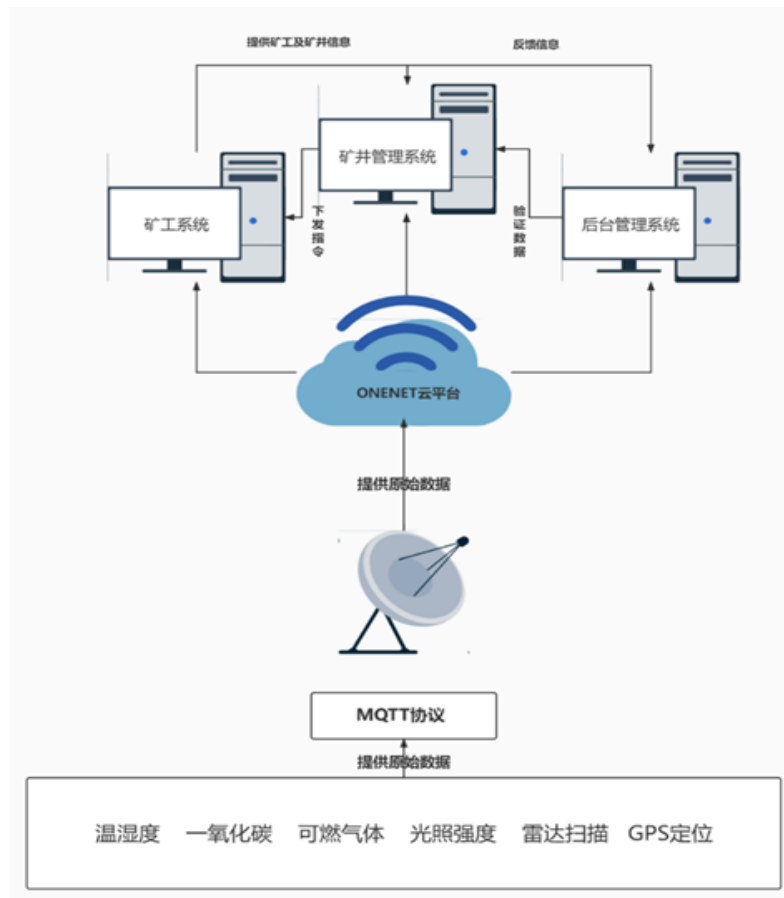 提供矿工及矿井信息
反馈信息
矿井管理系统
矿工系统
下发指令
验证数据
后台管理系统
ONENET云平台
提供原始数据
MQTT协议
提供原始数据
温湿度 一氧化碳 可燃气体 光照强度 雷达扫描 GPS定位